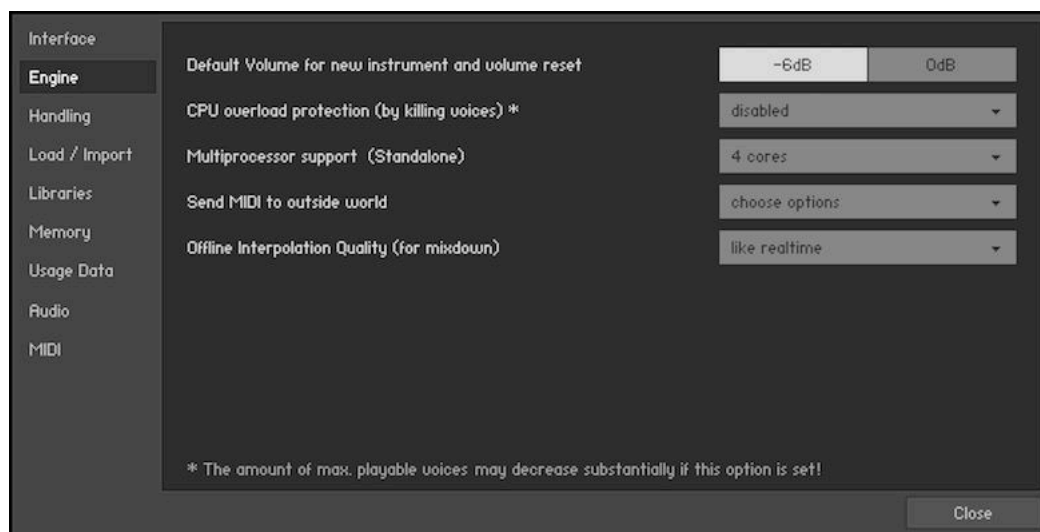 Interface
Engine
Handling
Load / Import
Libraries
Memory
Usage Data
Audio
MIDI
Default Volume for new instrument and volume reset
-6dB
0dB
CPU overload protection (by killing voices) *
disabled
Multiprocessor support (Standalone)
4 cores
Send MIDI to outside world
choose options
Offline Interpolation Quality (for mixdown)
like realtime
* The amount of max. playable voices may decrease substantially if this option is set!
Close